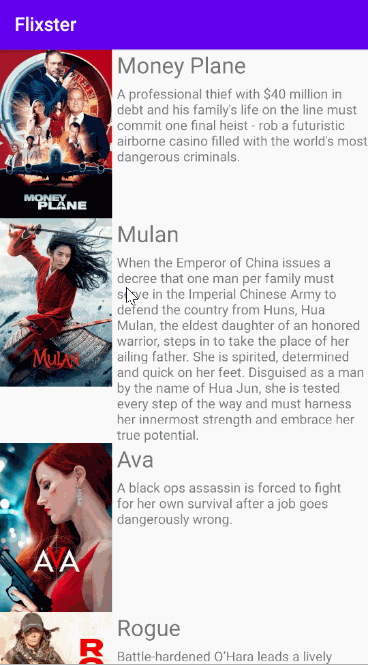 Flixster
Money Plane
A professional thief with $40 million in
debt and his family's life on the line must
commit one final heist - rob a futuristic
airborne casino filled with the world's most
dangerous criminals.
MONEY
PLANE
Mulan
When the Emperor of China issues a
decree that one man per family must
serve in the Imperial Chinese Army to
defend the country from Huns, Hua
Mulan, the eldest daughter of an honored
warrior, steps in to take the place of her
ailing father. She is spirited, determined
and quick on her feet. Disguised as a man
by the name of Hua Jun, she is tested
every step of the way and must harness
her innermost strength and embrace her
true potential.
MULAN
Ava
A black ops assassin is forced to fight
for her own survival after a job goes
dangerously wrong.
AVA
Rogue
Battle-hardened O'Hara leads a lively